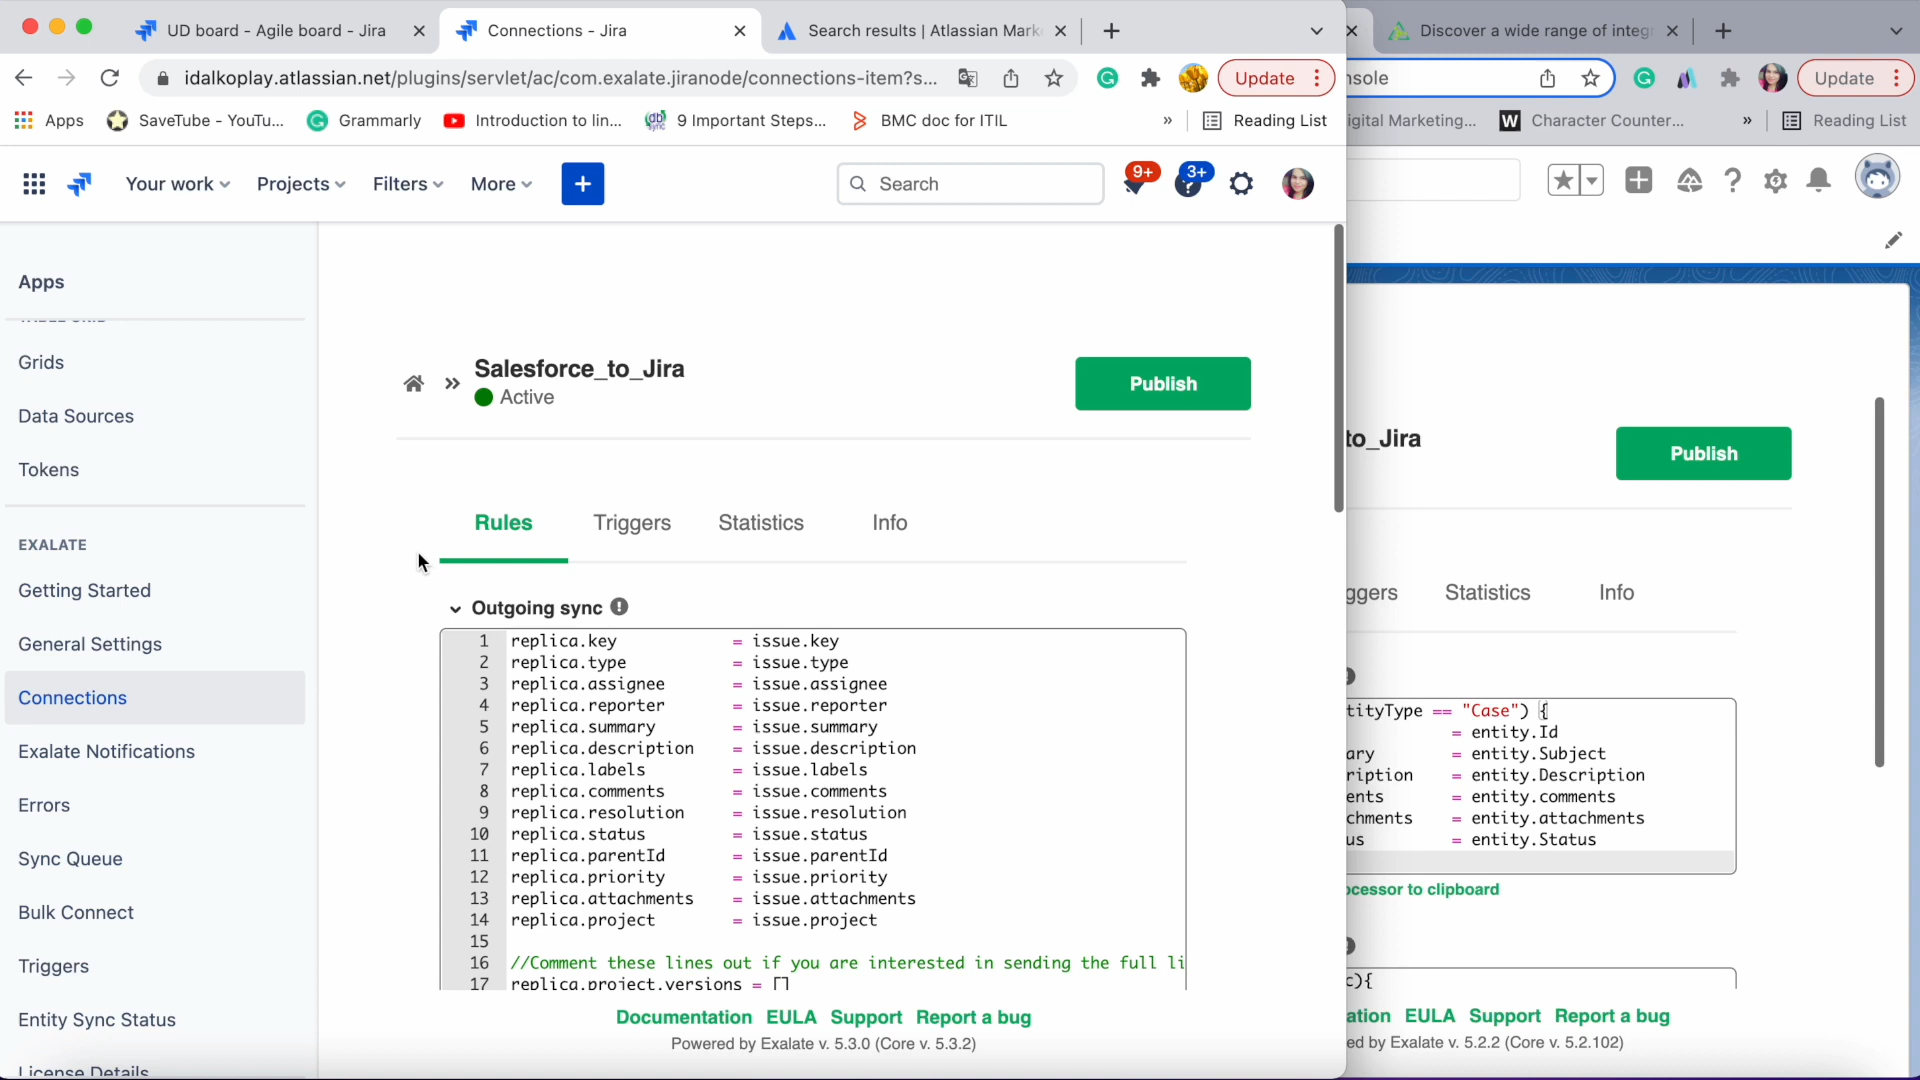 UD board - Agile board - Jira
Connections - Jira
Search results | Atlassian Mark
Discover a wide range of integ
idalkoplay.atlassian.net/plugins/servlet/ac/com.exalate.jiranode/connections-item?s...
Update
nsole
Update
Apps
SaveTube - YouTu...
Grammarly
Introduction to lin...
9 Important Steps...
BMC doc for ITIL
»
Reading List
igital Marketing...
W
Character Counter...
»
Reading List
Your work
Projects
Filters
More
Search
9+
3+
Apps
Grids
Data Sources
Tokens
EXALATE
Getting Started
General Settings
Connections
Exalate Notifications
Errors
Sync Queue
Bulk Connect
Triggers
Entity Sync Status
License Details
Salesforce_to_Jira
Active
Publish
Rules
Triggers
Statistics
Info
Outgoing sync
1 replica.key = issue.key
2 replica.type = issue.type
3 replica.assignee = issue.assignee
4 replica.reporter = issue.reporter
5 replica.summary = issue.summary
6 replica.description = issue.description
7 replica.labels = issue.labels
8 replica.comments = issue.comments
9 replica.resolution = issue.resolution
10 replica.status = issue.status
11 replica.parentId = issue.parentId
12 replica.priority = issue.priority
13 replica.attachments = issue.attachments
14 replica.project = issue.project
15
16 //Comment these lines out if you are interested in sending the full li
17 replica.project.versions = []
Documentation EULA Support Report a bug
Powered by Exalate v. 5.3.0 (Core v. 5.3.2)
to_Jira
Publish
ggers
Statistics
Info
tityType == "Case") {
= entity.Id
ary = entity.Subject
ription = entity.Description
ents = entity.comments
chments = entity.attachments
us = entity.Status
ocessor to clipboard
c){
ation EULA Support Report a bug
ed by Exalate v. 5.2.2 (Core v. 5.2.102)